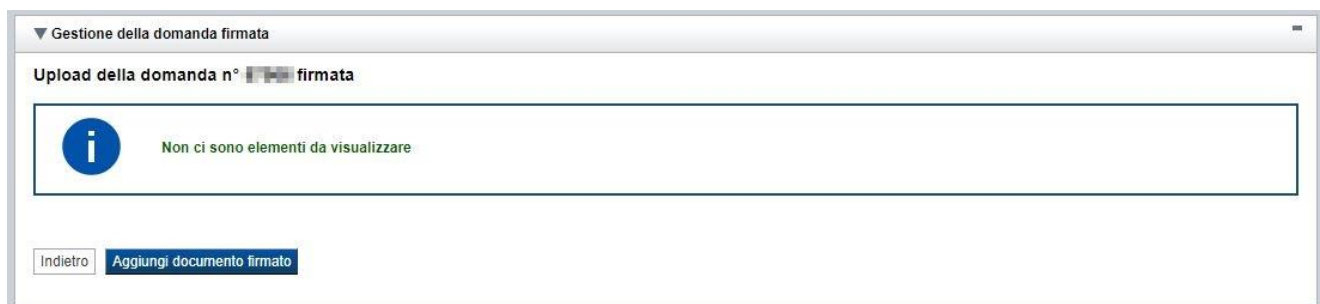 Gestione della domanda firmata
Upload della domanda n° firmata
Non ci sono elementi da visualizzare
Indietro Aggiungi documento firmato